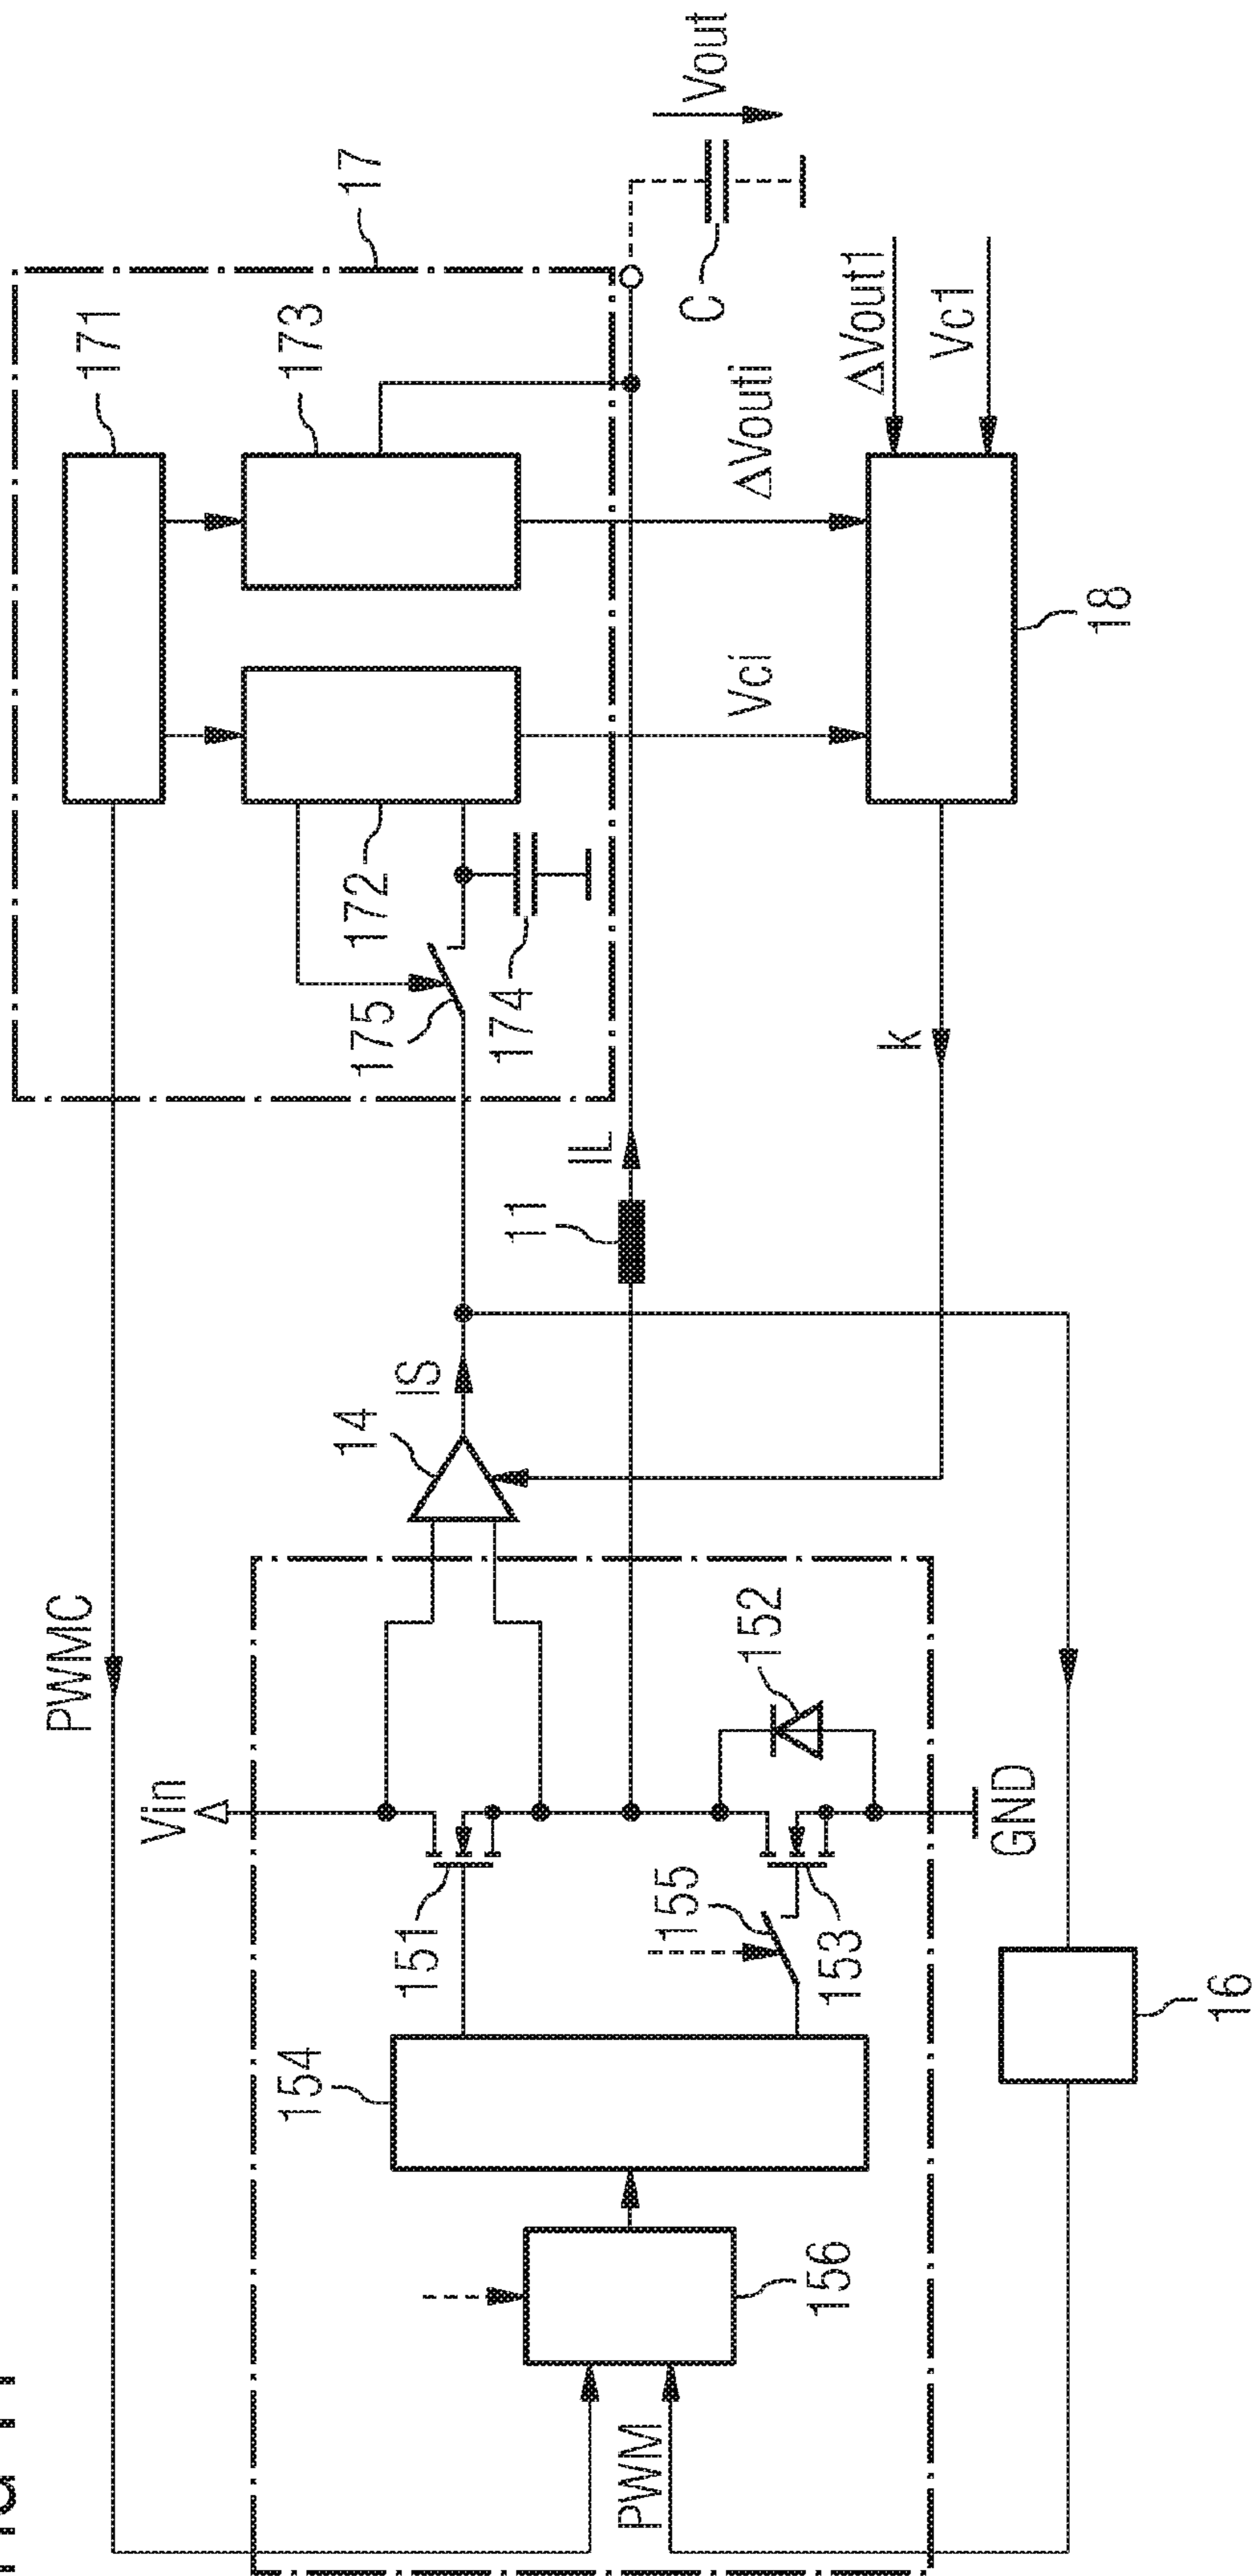 PWMC
17
171
173
172
175
174
Vin
14
IS
11
IL
Vout
C
ΔVouti
ΔVout1
Vc1
Vci
18
k
151
152
153
154
155
156
GND
PWM
16